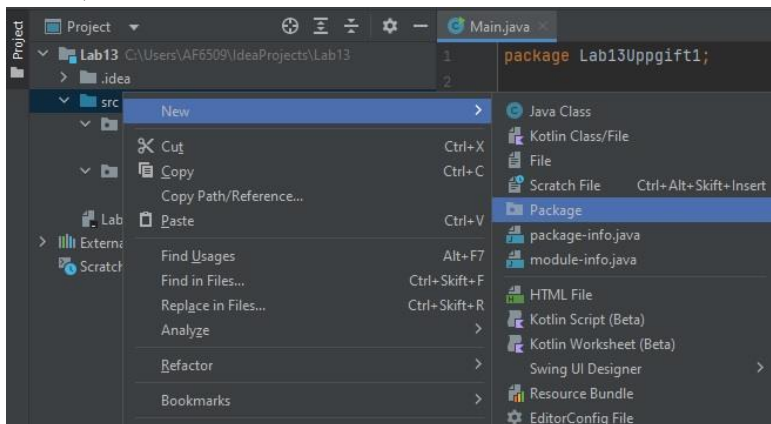 Project
Project
Main.java
Lab13 C:\Users\AF6509\IdeaProjects\Lab13
1 package Lab13Uppgift1;
.idea
2
src
New
Java Class
Kotlin Class/File
Cut Ctrl+X
File
Copy Ctrl+C
Scratch File Ctrl+Alt+Skift+Insert
Copy Path/Reference...
Package
Lab
Paste Ctrl+V
package-info.java
Externa
module-info.java
Find Usages Alt+F7
Scratch
Find in Files... Ctrl+Skift+F
HTML File
Replace in Files... Ctrl+Skift+R
Kotlin Script (Beta)
Analyze
Kotlin Worksheet (Beta)
Refactor
Swing UI Designer
Resource Bundle
Bookmarks
EditorConfig File